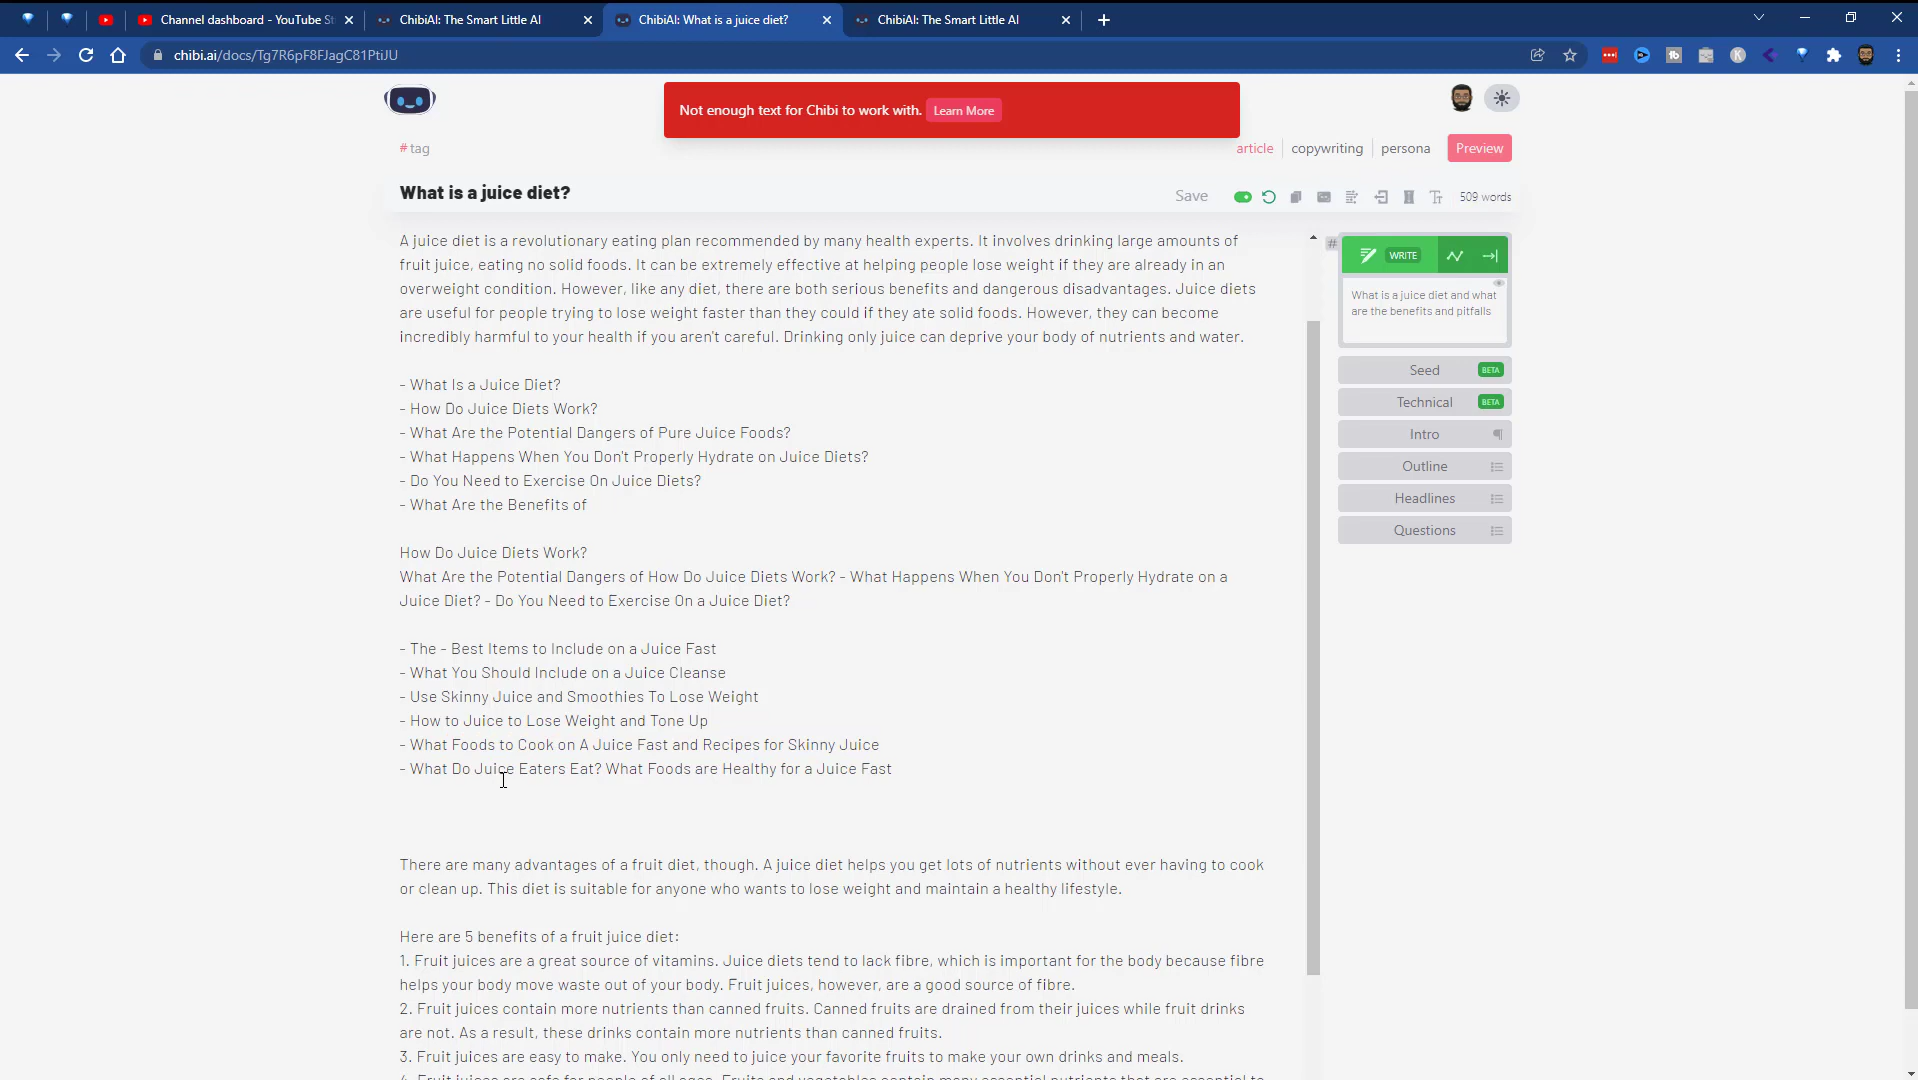 Channel dashboard - YouTube St
ChibiAI: The Smart Little AI
ChibiAI: What is a juice diet?
ChibiAI: The Smart Little AI
chibi.ai/docs/Tg7R6pF8FJagC81PtiJU
Not enough text for Chibi to work with. Learn More
# tag
article
copywriting
persona
Preview
What is a juice diet?
Save
509 words
A juice diet is a revolutionary eating plan recommended by many health experts. It involves drinking large amounts of
fruit juice, eating no solid foods. It can be extremely effective at helping people lose weight if they are already in an
overweight condition. However, like any diet, there are both serious benefits and dangerous disadvantages. Juice diets
are useful for people trying to lose weight faster than they could if they ate solid foods. However, they can become
incredibly harmful to your health if you aren't careful. Drinking only juice can deprive your body of nutrients and water.
- What Is a Juice Diet?
- How Do Juice Diets Work?
- What Are the Potential Dangers of Pure Juice Foods?
- What Happens When You Don't Properly Hydrate on Juice Diets?
- Do You Need to Exercise On Juice Diets?
- What Are the Benefits of
How Do Juice Diets Work?
What Are the Potential Dangers of How Do Juice Diets Work? - What Happens When You Don't Properly Hydrate on a
Juice Diet? - Do You Need to Exercise On a Juice Diet?
- The - Best Items to Include on a Juice Fast
- What You Should Include on a Juice Cleanse
- Use Skinny Juice and Smoothies To Lose Weight
- How to Juice to Lose Weight and Tone Up
- What Foods to Cook on A Juice Fast and Recipes for Skinny Juice
- What Do Juice Eaters Eat? What Foods are Healthy for a Juice Fast
There are many advantages of a fruit diet, though. A juice diet helps you get lots of nutrients without ever having to cook
or clean up. This diet is suitable for anyone who wants to lose weight and maintain a healthy lifestyle.
Here are 5 benefits of a fruit juice diet:
1. Fruit juices are a great source of vitamins. Juice diets tend to lack fibre, which is important for the body because fibre
helps your body move waste out of your body. Fruit juices, however, are a good source of fibre.
2. Fruit juices contain more nutrients than canned fruits. Canned fruits are drained from their juices while fruit drinks
are not. As a result, these drinks contain more nutrients than canned fruits.
3. Fruit juices are easy to make. You only need to juice your favorite fruits to make your own drinks and meals.
4. Fruit juices are safe for people of all ages. Fruits and vegetables contain many essential nutrients that are essential to
#
WRITE
What is a juice diet and what
are the benefits and pitfalls
Seed BETA
Technical BETA
Intro
Outline
Headlines
Questions